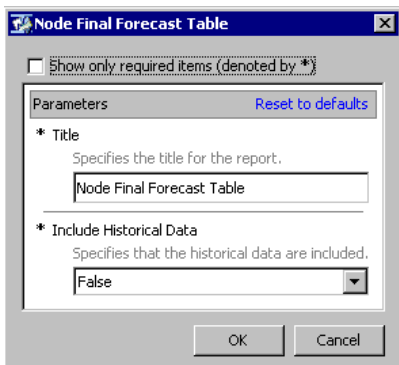 Node Final Forecast Table
Show only required items (denoted by *)
Parameters Reset to defaults
* Title
Specifies the title for the report.
Node Final Forecast Table
* Include Historical Data
Specifies that the historical data are included.
False
OK Cancel